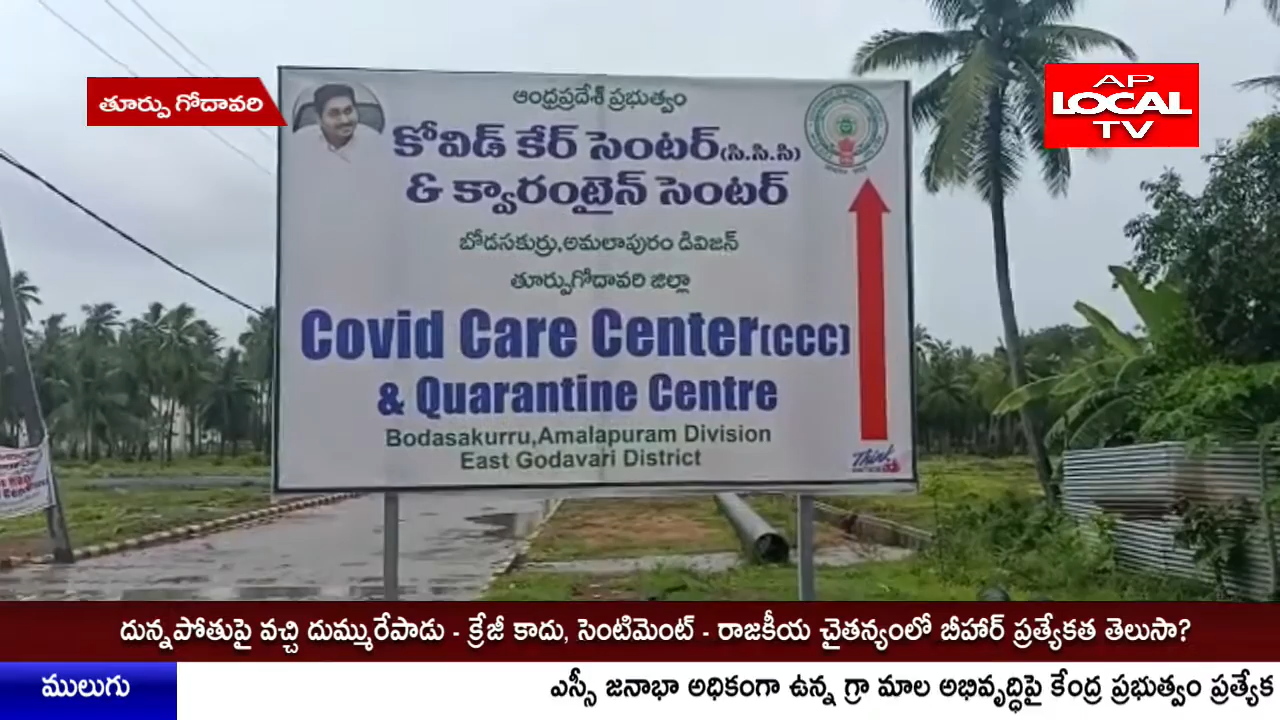 తూర్పు గోదావరి
AP
LOCAL
TV
ఆంధ్రప్రదేశ్ ప్రభుత్వం
కోవిడ్ కేర్ సెంటర్(సి.సి.సి)
& క్వారంటైన్ సెంటర్
బోడసకుర్రు,అమలాపురం డివిజన్
తూర్పుగోదావరి జిల్లా
Covid Care Center(CCC)
& Quarantine Centre
Bodasakurru,Amalapuram Division
East Godavari District
Think
దున్నపోతుపై వచ్చి దుమ్మురేపాడు - క్రేజీ కాదు, సెంటిమెంట్ - రాజకీయ చైతన్యంలో బీహార్ ప్రత్యేకత తెలుసా?
ములుగు
ఎస్సీ జనాభా అధికంగా ఉన్న గ్రా మాల అభివృద్ధిపై కేంద్ర ప్రభుత్వం ప్రత్యేక